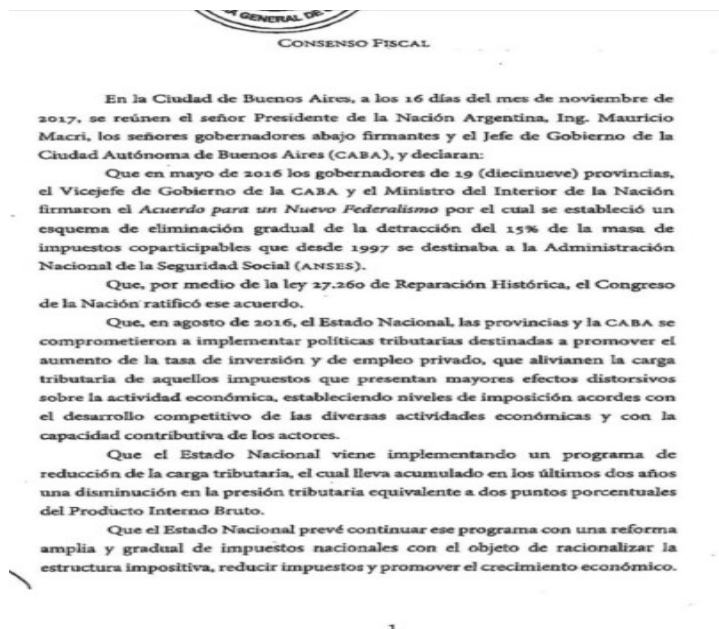 GENERAL DE
CONSENSO FISCAL
En la Ciudad de Buenos Aires, a los 16 días del mes de noviembre de
2017, se reúnen el señor Presidente de la Nación Argentina, Ing. Mauricio
Macri, los señores gobernadores abajo firmantes y el Jefe de Gobierno de la
Ciudad Autónoma de Buenos Aires (CABA), y declaran:
Que en mayo de 2016 los gobernadores de 19 (diecinueve) provincias,
el Vicejefe de Gobierno de la CABA y el Ministro del Interior de la Nación
firmaron el Acuerdo para un Nuevo Federalismo por el cual se estableció un
esquema de eliminación gradual de la detracción del 15% de la masa de
impuestos coparticipables que desde 1997 se destinaba a la Administración
Nacional de la Seguridad Social (ANSES).
Que, por medio de la ley 27.260 de Reparación Histórica, el Congreso
de la Nación ratificó ese acuerdo.
Que, en agosto de 2016, el Estado Nacional, las provincias y la CABA se
comprometieron a implementar políticas tributarias destinadas a promover el
aumento de la tasa de inversión y de empleo privado, que alivianen la carga
tributaria de aquellos impuestos que presentan mayores efectos distorsivos
sobre la actividad económica, estableciendo niveles de imposición acordes con
el desarrollo competitivo de las diversas actividades económicas y con la
capacidad contributiva de los actores.
Que el Estado Nacional viene implementando un programa de
reducción de la carga tributaria, el cual lleva acumulado en los últimos dos años
una disminución en la presión tributaria equivalente a dos puntos porcentuales
del Producto Interno Bruto.
Que el Estado Nacional prevé continuar ese programa con una reforma
amplia y gradual de impuestos nacionales con el objeto de racionalizar la
estructura impositiva, reducir impuestos y promover el crecimiento económico.